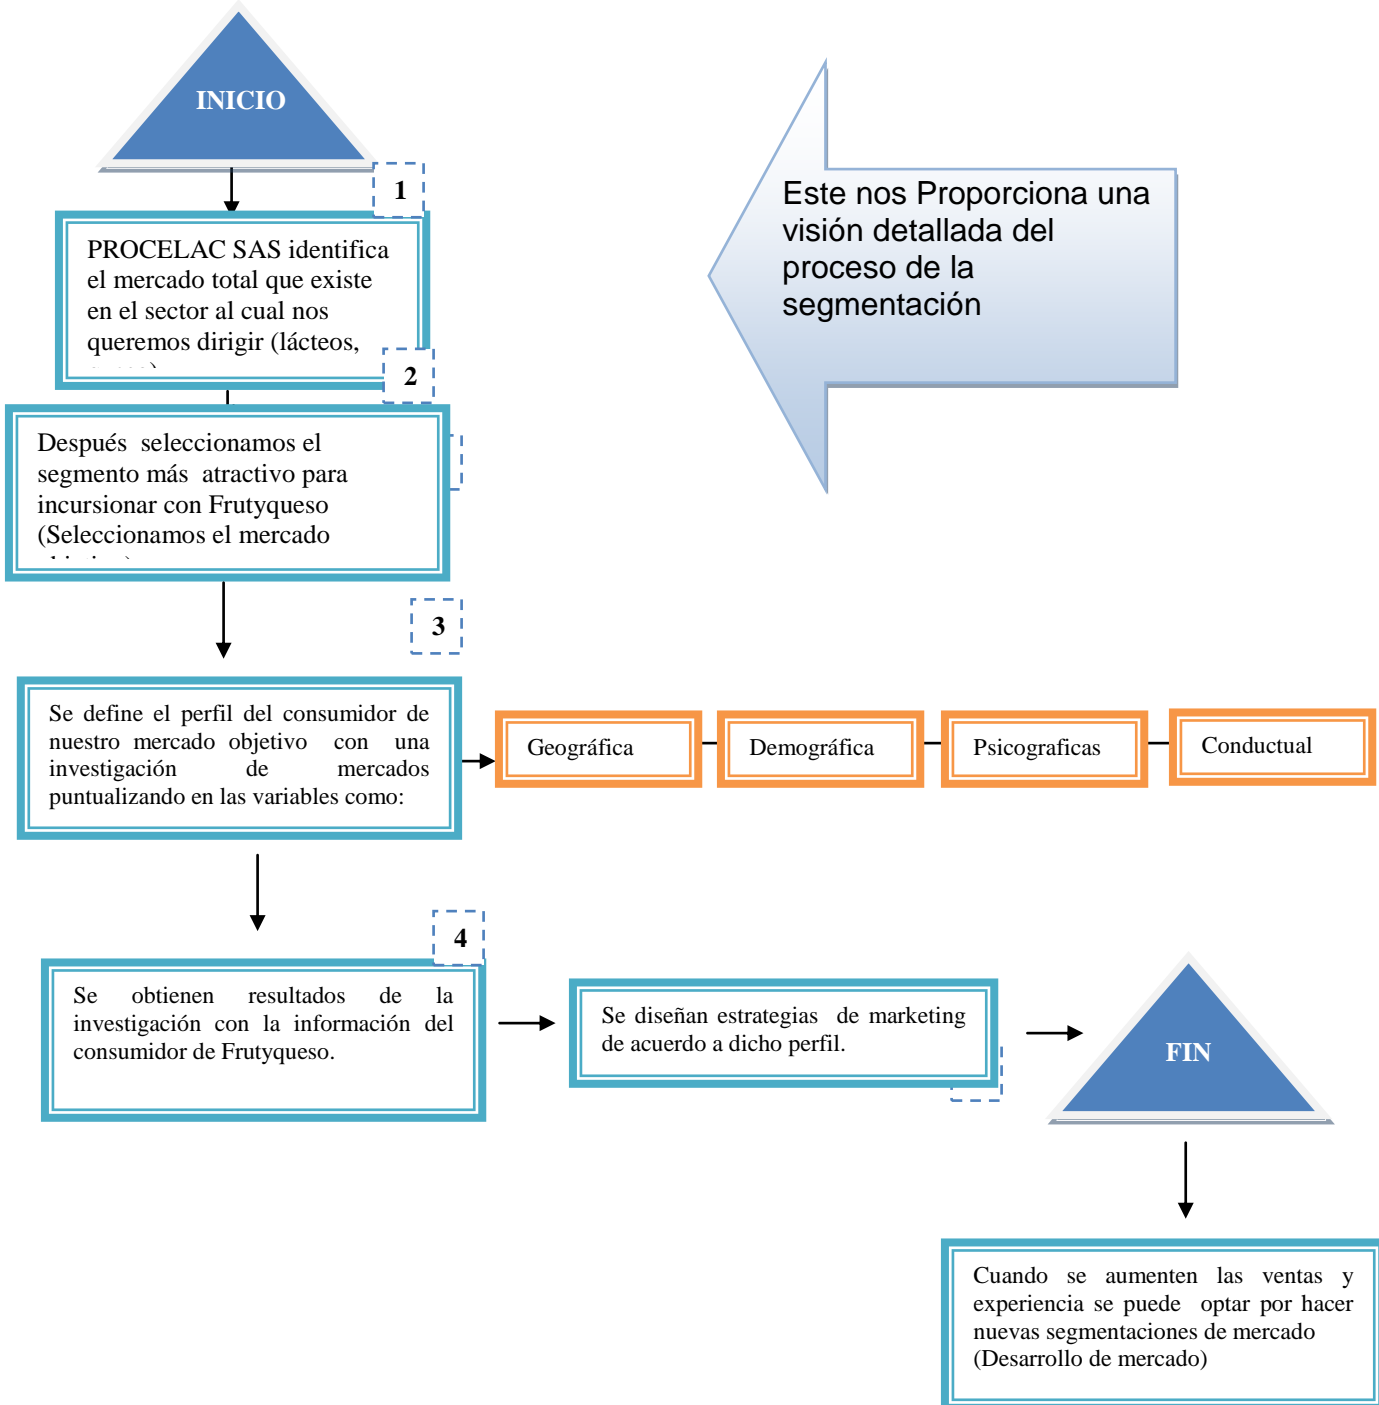 INICIO
1
PROCELAC SAS identifica
el mercado total que existe
en el sector al cual nos
queremos dirigir (lácteos,
Este nos Proporciona una
visión detallada del
proceso de la
segmentación
2
Después seleccionamos el
segmento más atractivo para
incursionar con Frutyqueso
(Seleccionamos el mercado
3
Se define el perfil del consumidor de
nuestro mercado objetivo con una
investigación de mercados
puntualizando en las variables como:
Geográfica
Demográfica
Psicograficas
Conductual
4
Se obtienen resultados de la
investigación con la información del
consumidor de Frutyqueso.
Se diseñan estrategias de marketing
de acuerdo a dicho perfil.
FIN
Cuando se aumenten las ventas y
experiencia se puede optar por hacer
nuevas segmentaciones de mercado
(Desarrollo de mercado)